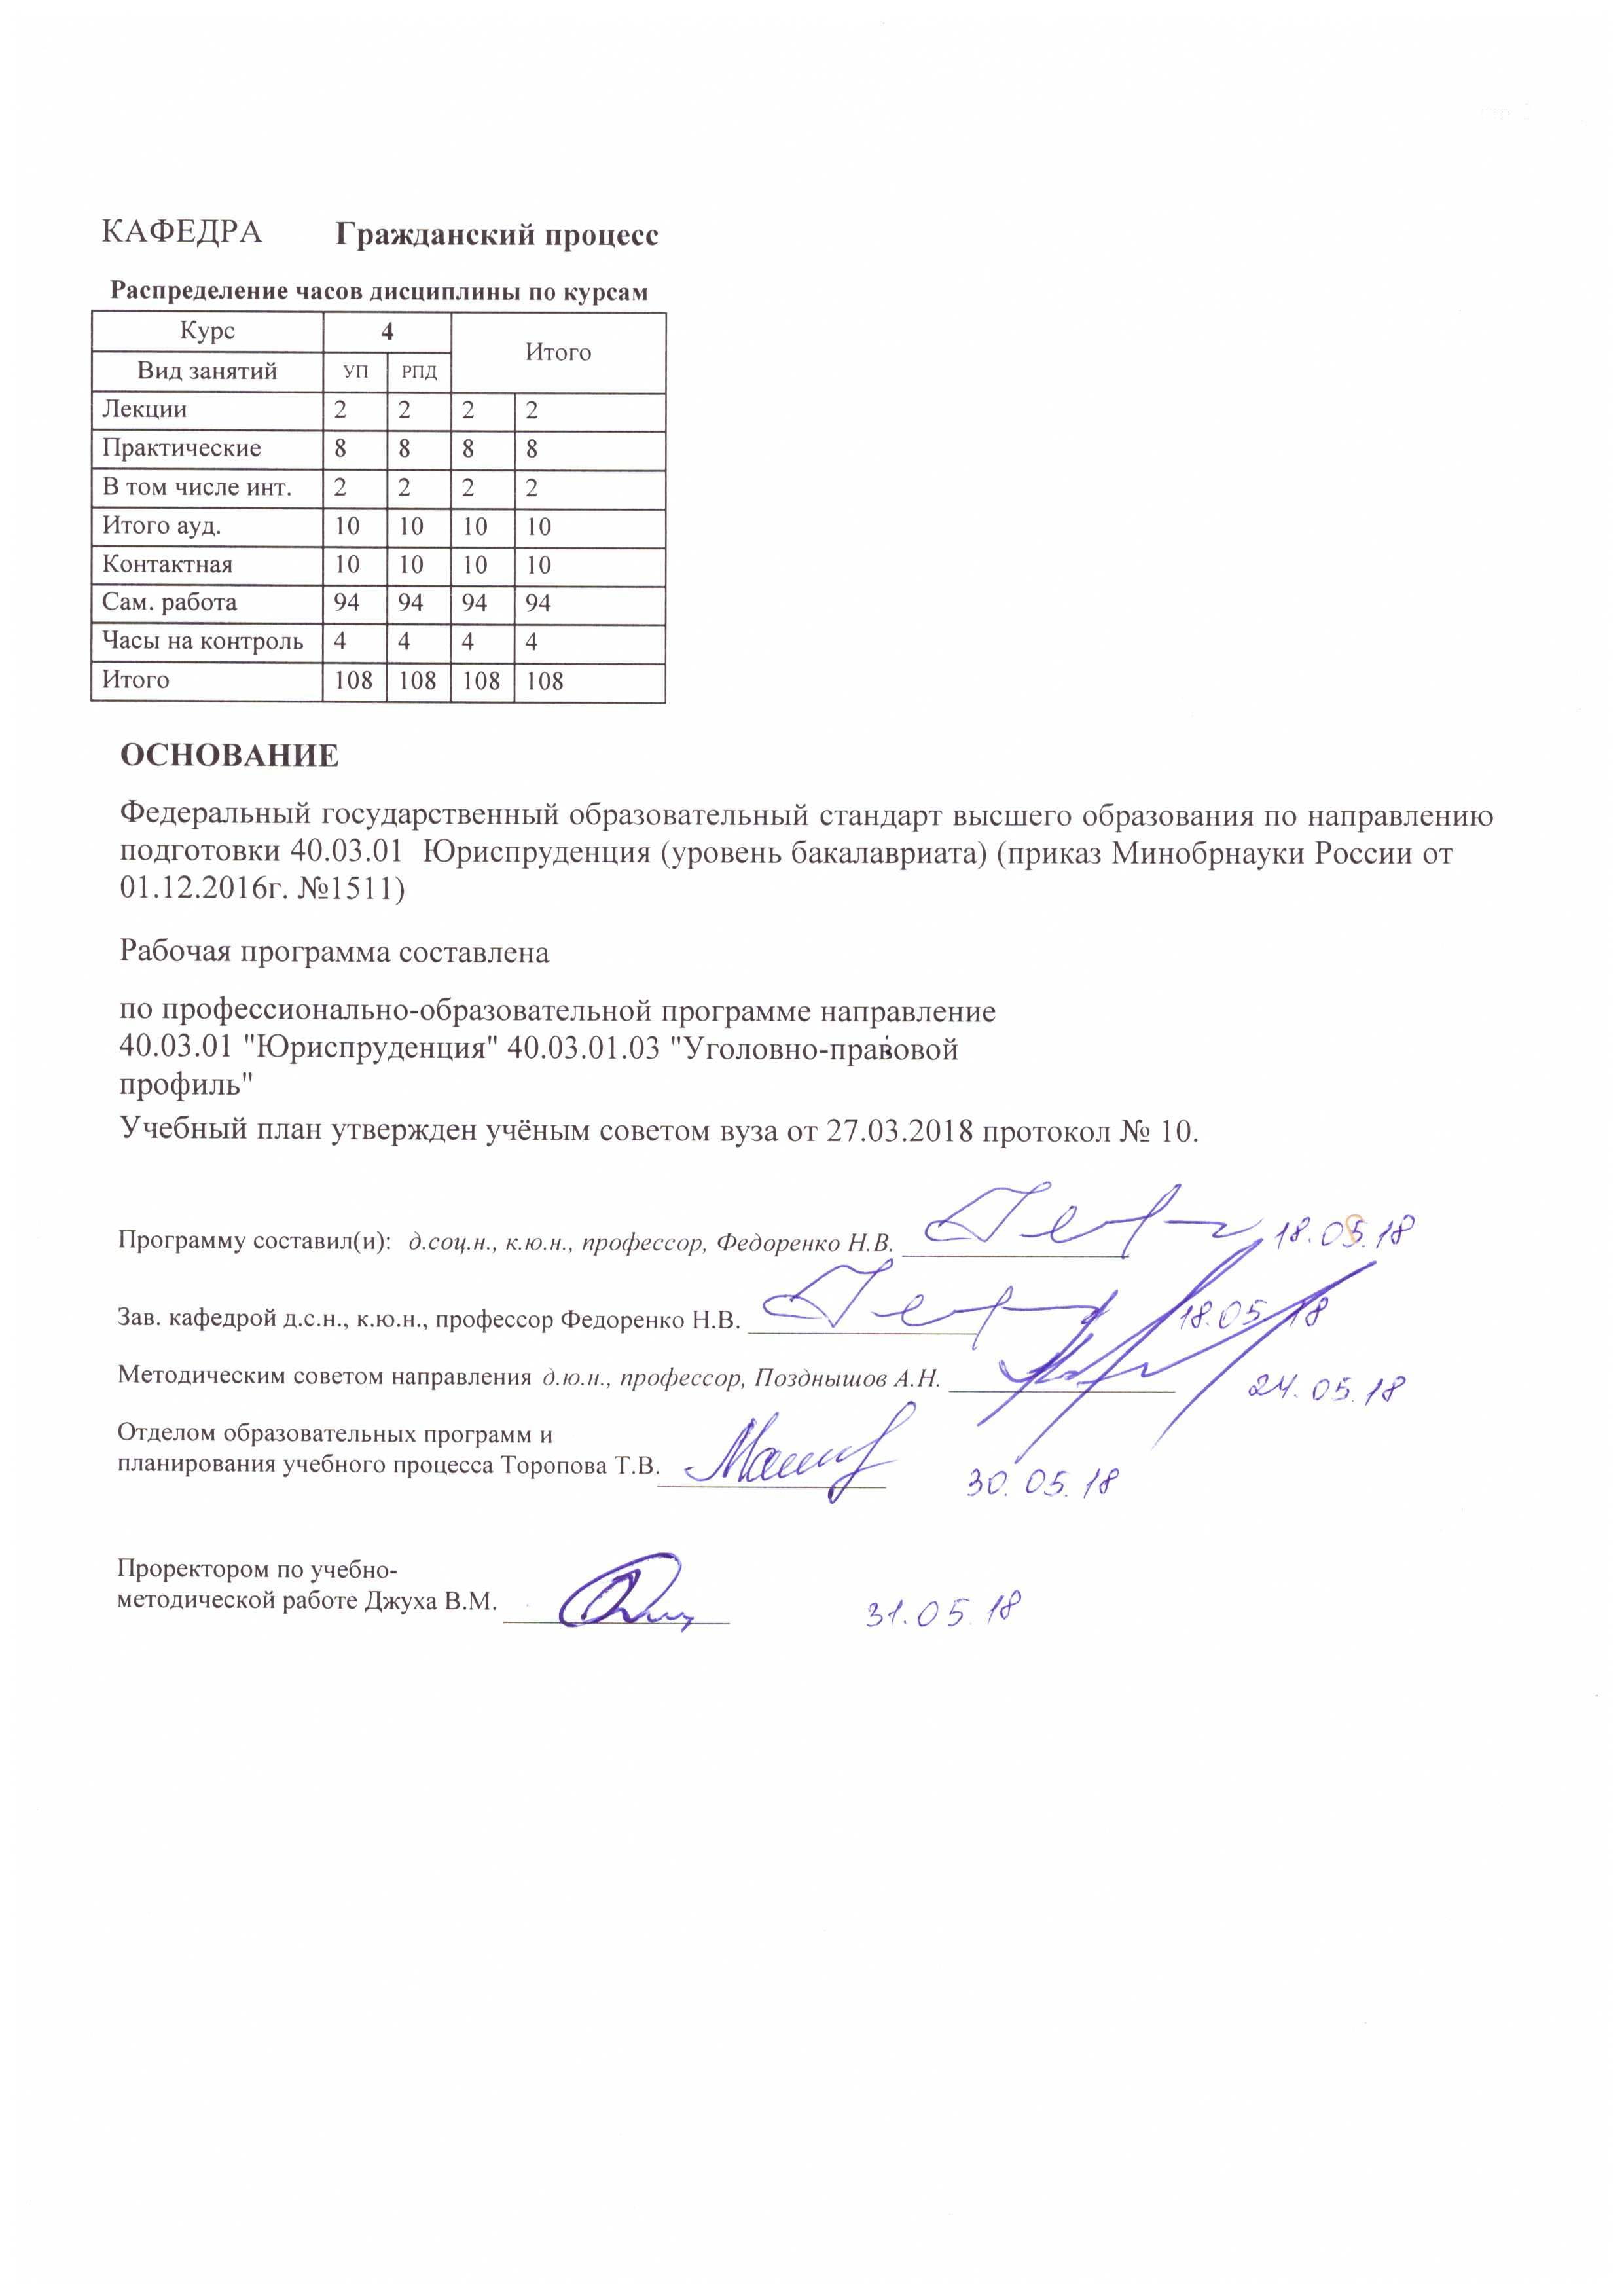 КАФЕДРА Гражданский процесс
Распределение часов дисциплины по курсам
Курс 4 Итого
Вид занятий УП РПД
Лекции 2 2 2 2
Практические 8 8 8 8
В том числе инт. 2 2 2 2
Итого ауд. 10 10 10 10
Контактная 10 10 10 10
Сам. работа 94 94 94 94
Часы на контроль 4 4 4 4
Итого 108 108 108 108
ОСНОВАНИЕ
Федеральный государственный образовательный стандарт высшего образования по направлению
подготовки 40.03.01 Юриспруденция (уровень бакалавриата) (приказ Минобрнауки России от
01.12.2016г. №1511)
Рабочая программа составлена
по профессионально-образовательной программе направление
40.03.01 "Юриспруденция" 40.03.01.03 "Уголовно-правовой
профиль"
Учебный план утвержден учёным советом вуза от 27.03.2018 протокол № 10.
Программу составил(и): д.соц.н., к.ю.н., профессор, Федоренко Н.В. 18.05.18
Зав. кафедрой д.с.н., к.ю.н., профессор Федоренко Н.В. 18.05.18
Методическим советом направления д.ю.н., профессор, Позднышов А.Н. 24.05.18
Отделом образовательных программ и
планирования учебного процесса Торопова Т.В. 30.05.18
Проректором по учебно-
методической работе Джуха В.М. 31.05.18